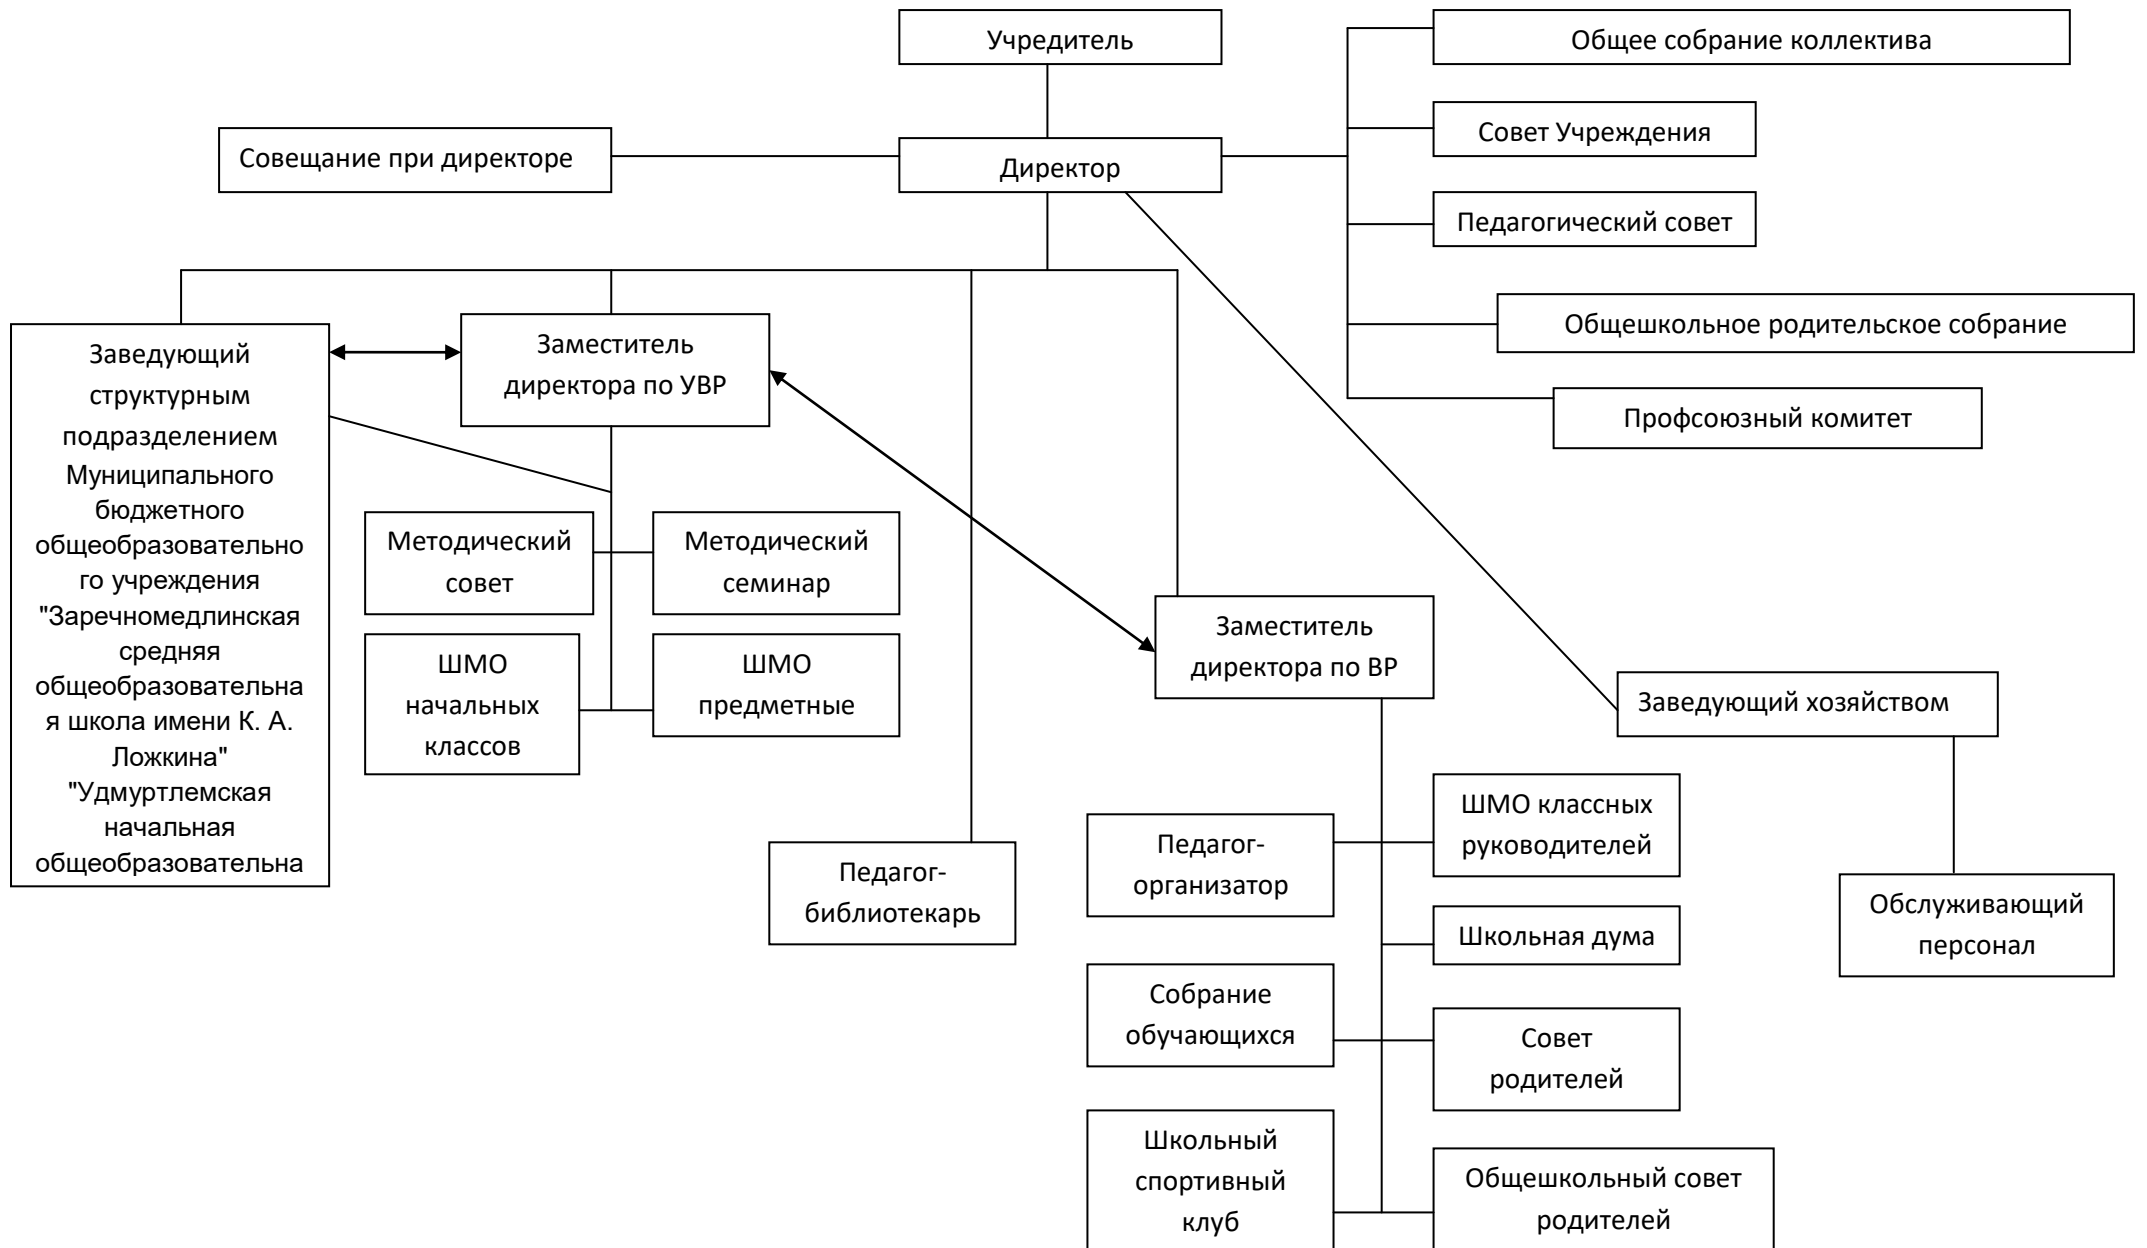 Учредитель
Общее собрание коллектива
Совет Учреждения
Совещание при директоре
Директор
Педагогический совет
Общешкольное родительское собрание
Профсоюзный комитет
Заведующий
структурным
подразделением
Муниципального
бюджетного
общеобразовательно
го учреждения
"Заречномедлинская
средняя
общеобразовательна
я школа имени К. А.
Ложкина"
"Удмуртлемская
начальная
общеобразовательна
Заместитель
директора по УВР
Методический
совет
Методический
семинар
ШМО
начальных
классов
ШМО
предметные
Педагог-
библиотекарь
Заместитель
директора по ВР
Заведующий хозяйством
Педагог-
организатор
ШМО классных
руководителей
Школьная дума
Собрание
обучающихся
Совет
родителей
Школьный
спортивный
клуб
Общешкольный совет
родителей
Обслуживающий
персонал